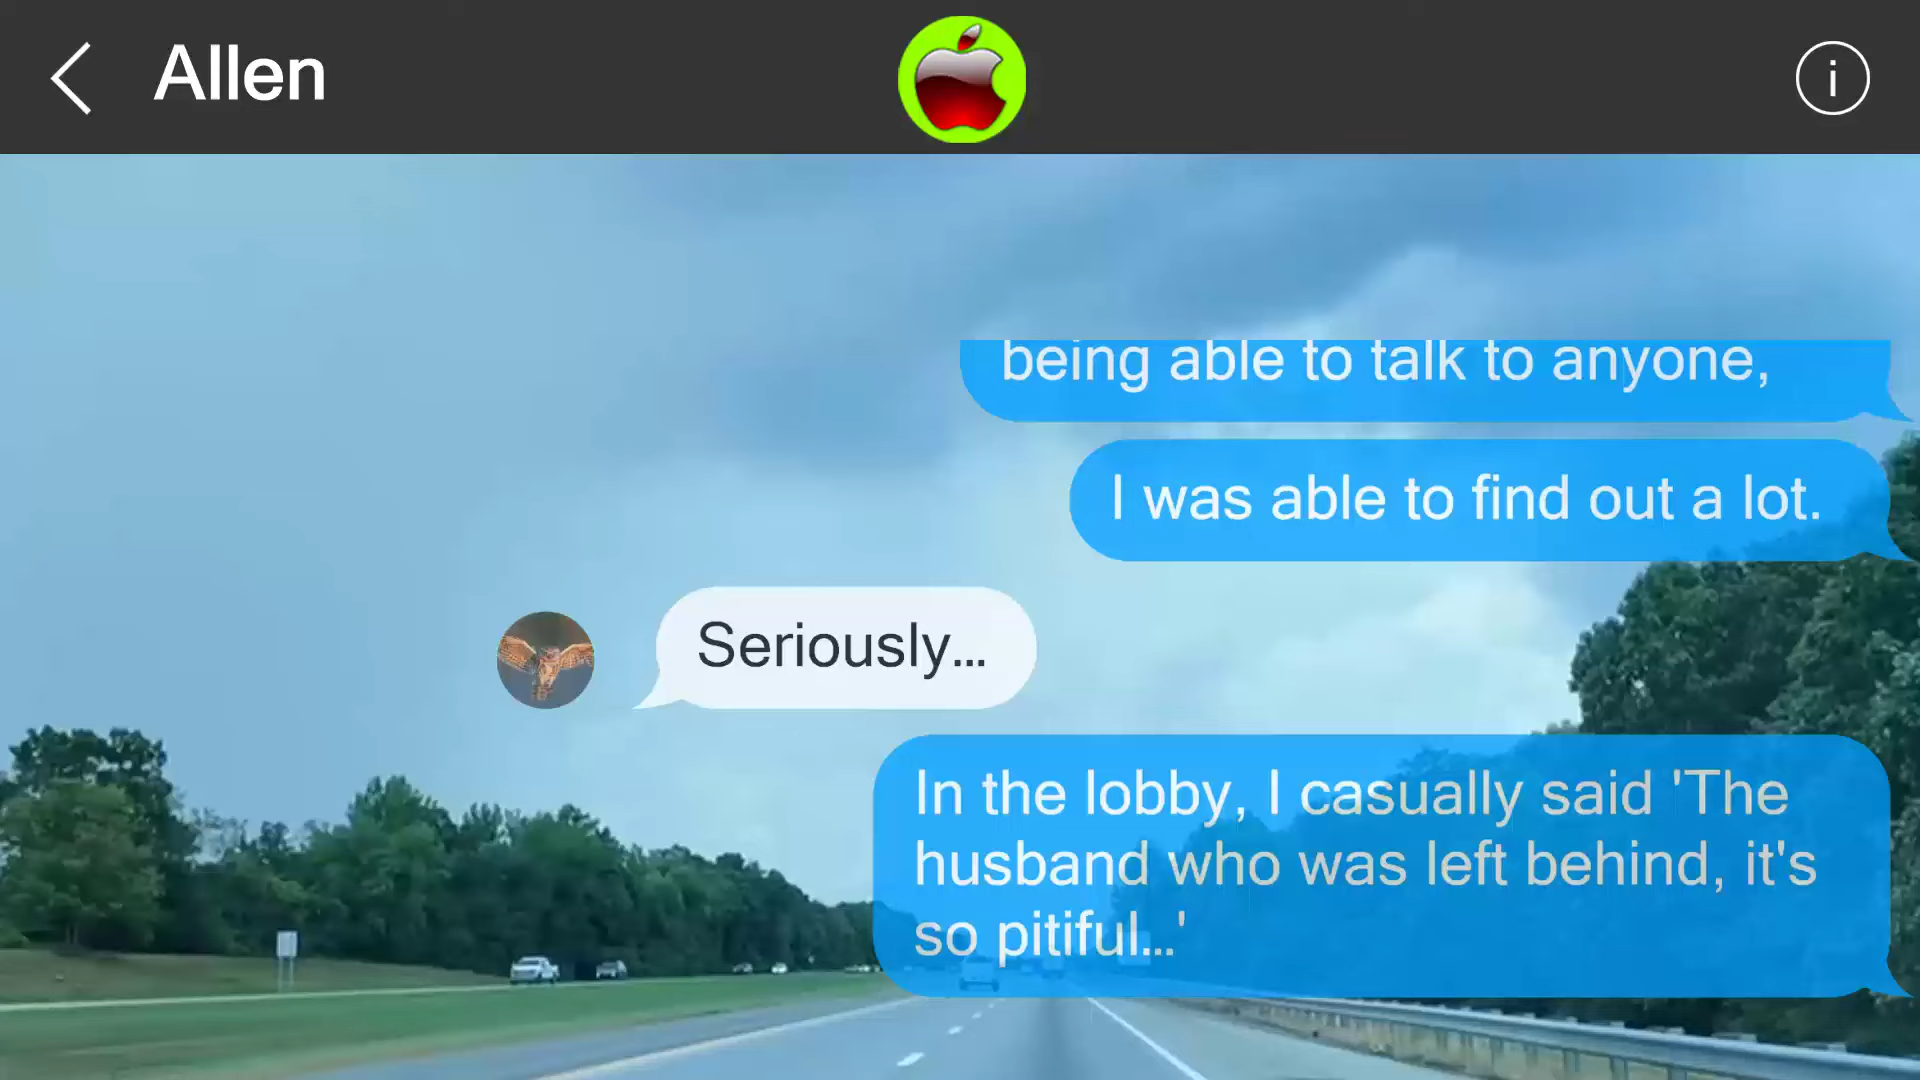 Allen
being able to talk to anyone,
I was able to find out a lot.
Seriously...
In the lobby, I casually said 'The
husband who was left behind, it's
so pitiful...'